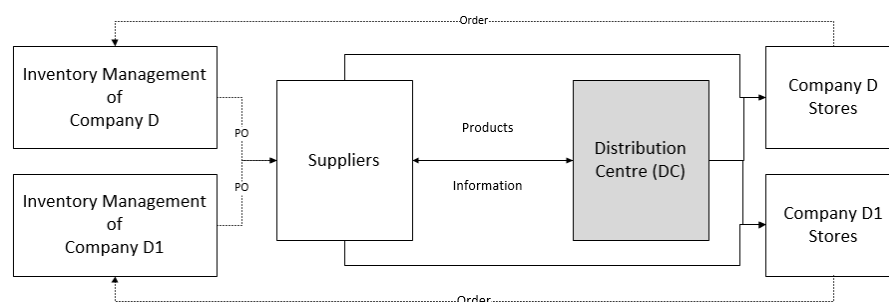 Order
Inventory Management
of
Company D
PO
PO
Inventory Management
of
Company D1
Suppliers
Products
Information
Distribution
Centre (DC)
Company D
Stores
Company D1
Stores
Order